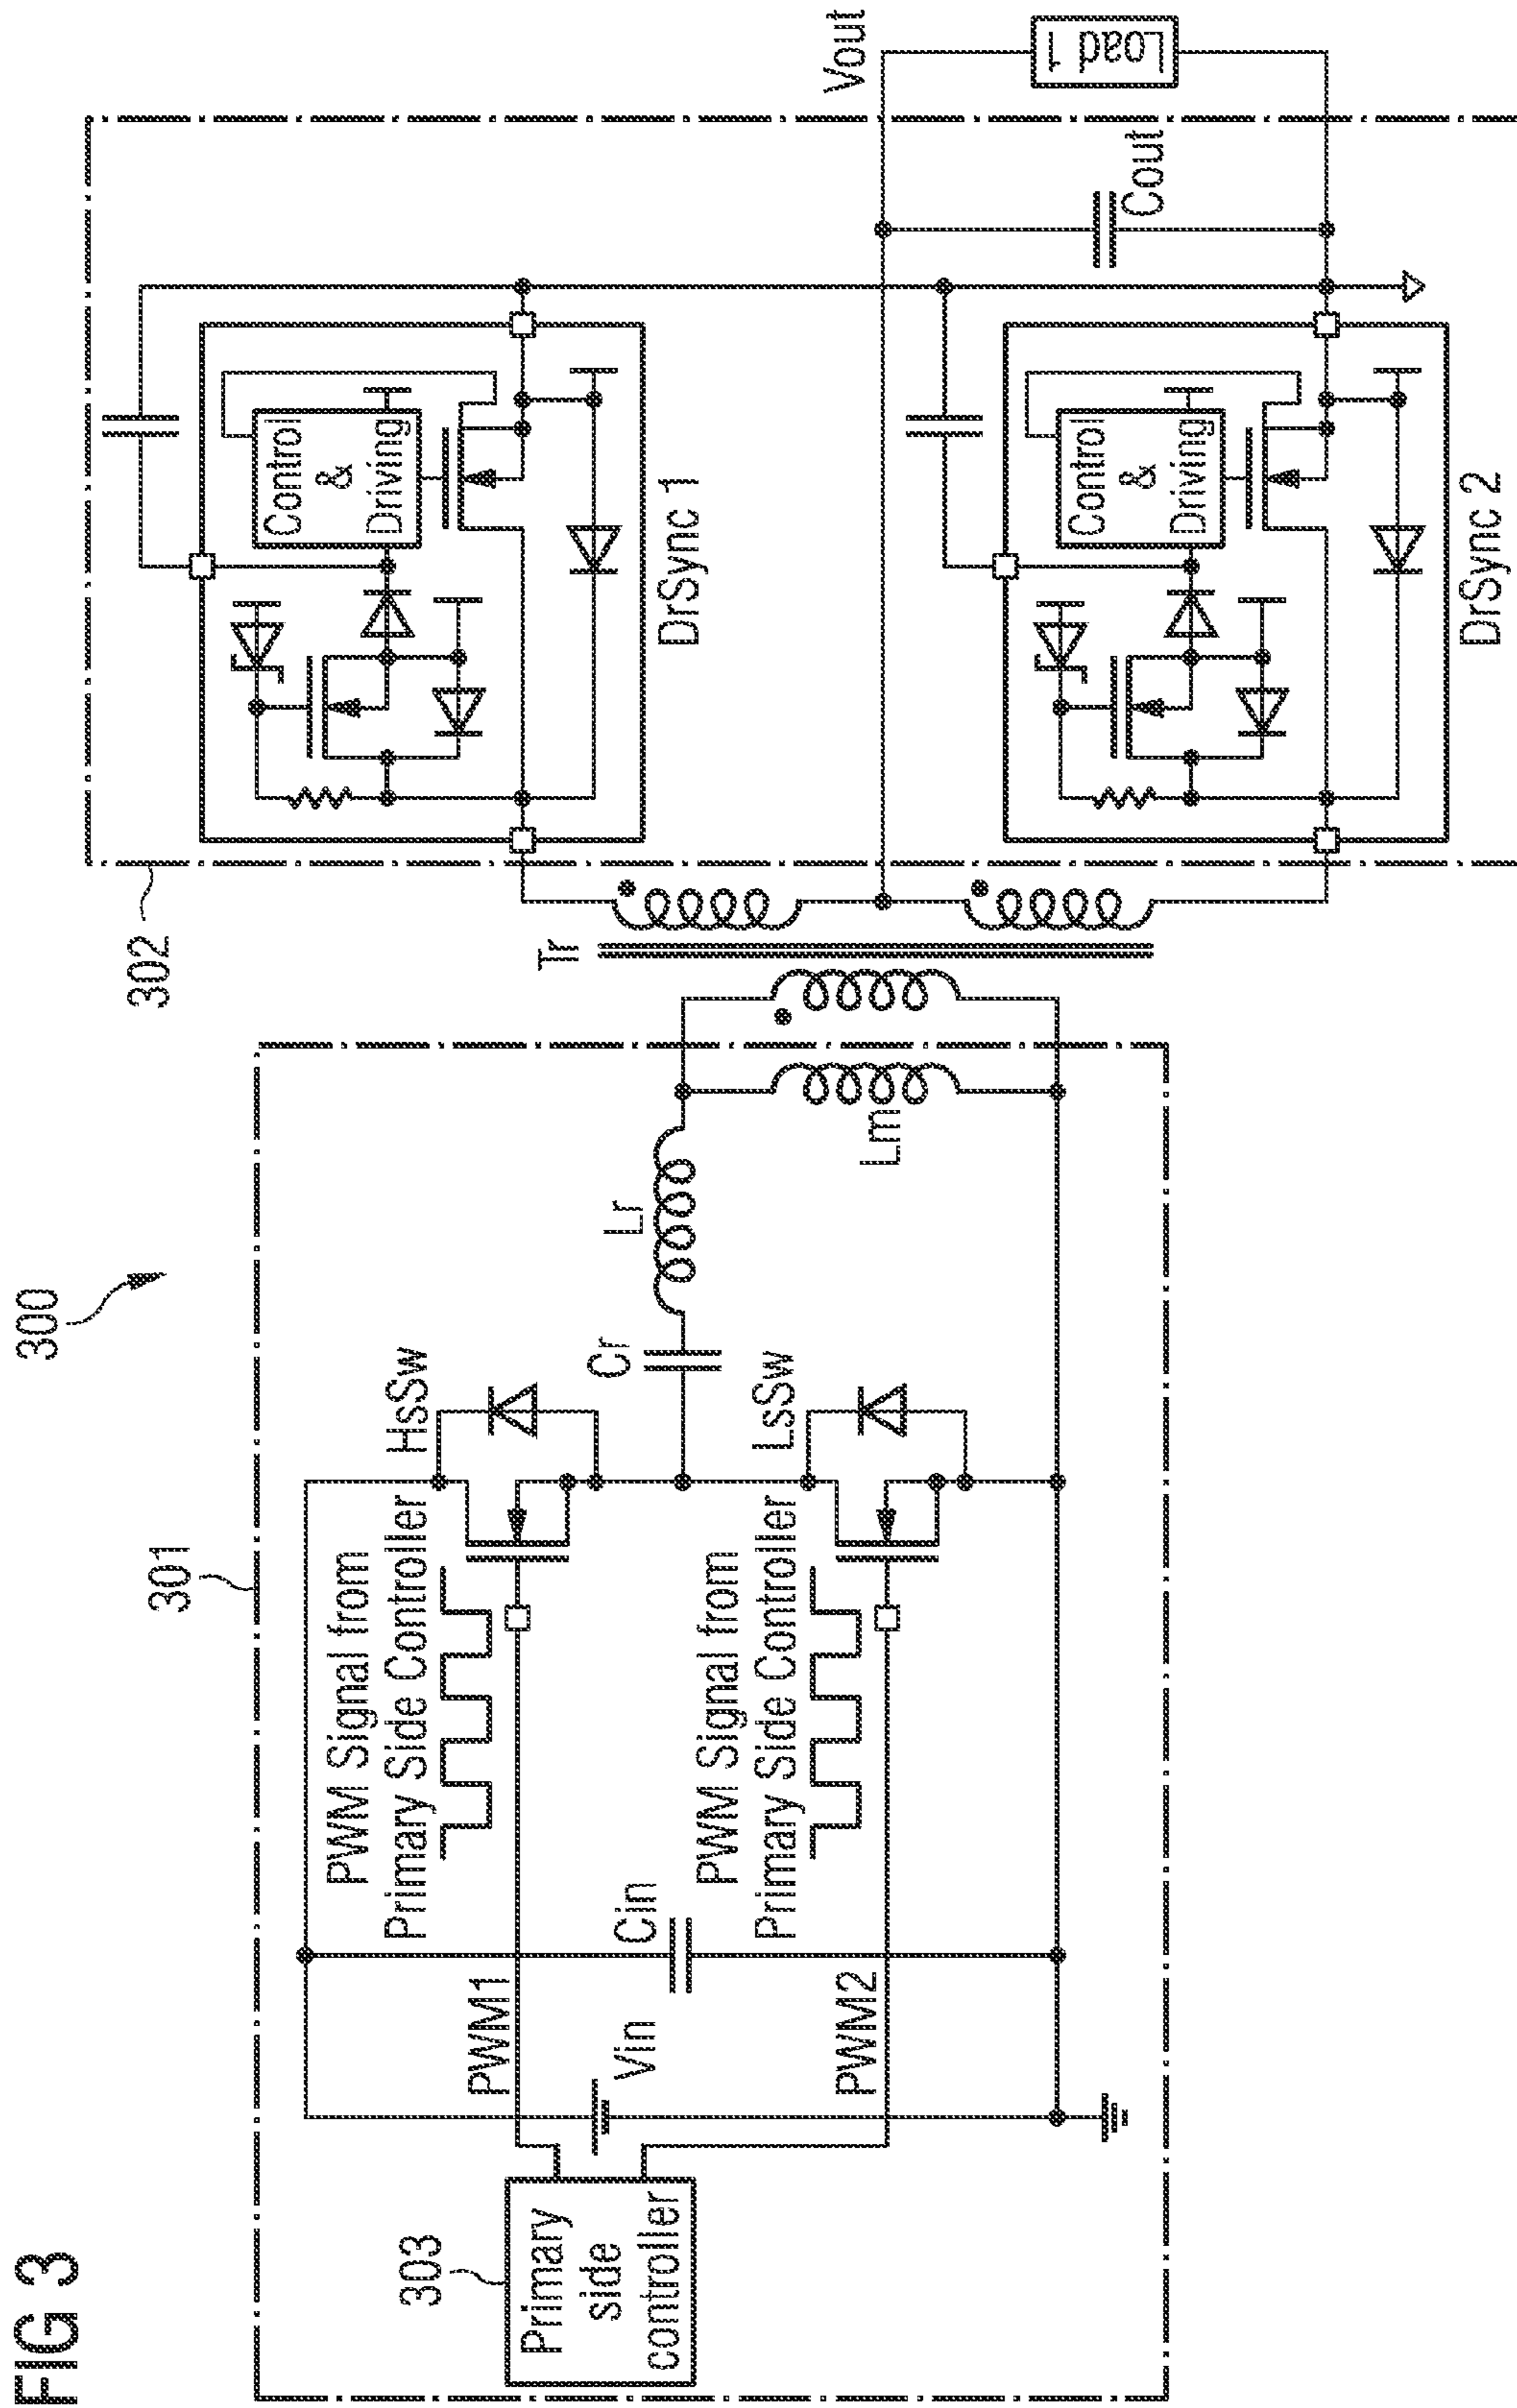 FIG 3
300
301
302
303
Primary
side
controller
PWM1
PWM2
Vin
Cin
PWM Signal from
Primary Side Controller
PWM Signal from
Primary Side Controller
HsSw
LsSw
Cr
Lr
Lm
Tr
Control
&
Driving
DrSync 1
Control
&
Driving
DrSync 2
Cout
Vout
Load 1